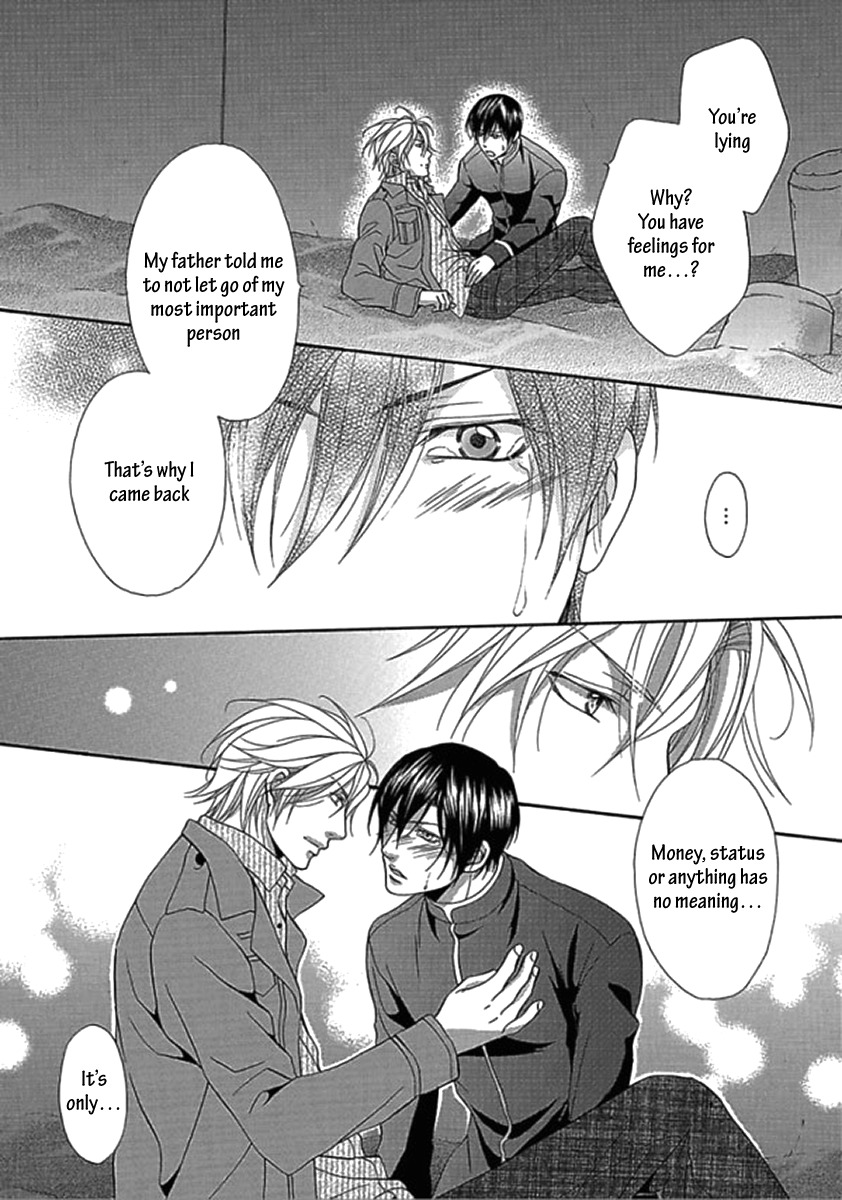 You're
lying
Why?
You have
feelings for
me...?
My father told me
to not let go of my
most important
person
That's why I
came back
...
Money, status
or anything has
no meaning...
It's
only...